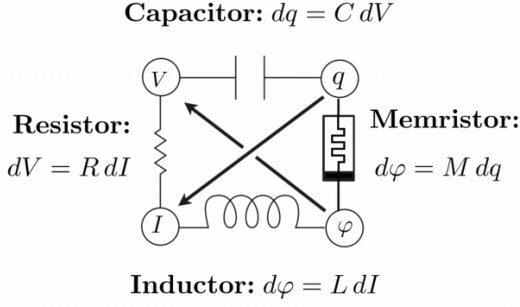 Capacitor: dq = C dV
V
q
Resistor:
dV = R dI
Memristor:
dφ = M dq
I
φ
Inductor: dφ = L dI